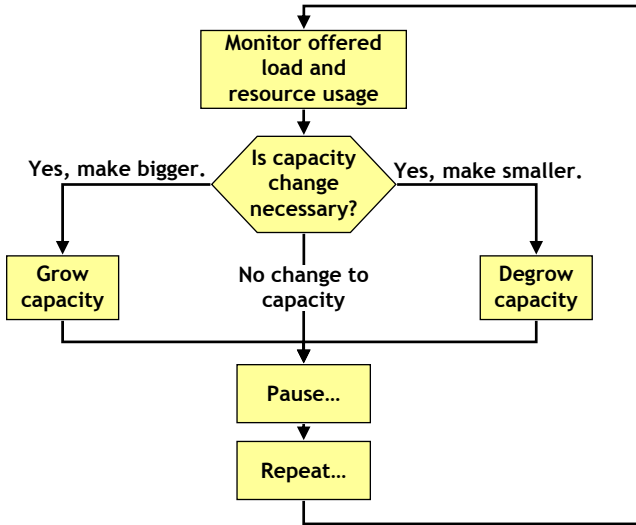 Monitor offered
load and
resource usage
Is capacity
change
necessary?
Yes, make bigger.
Yes, make smaller.
Grow
capacity
No change to
capacity
Degrow
capacity
Pause…
Repeat…